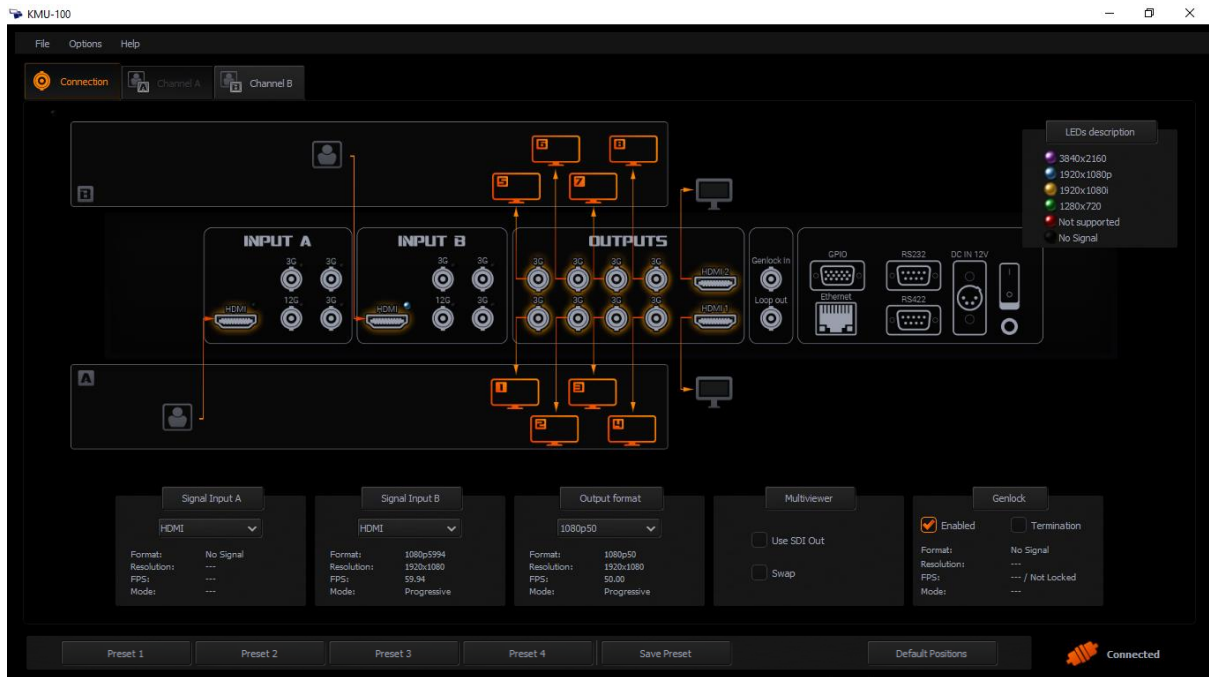 KMU-100
File Options Help
Connection Channel A Channel B
LEDs description
3840x2160
1920x1080p
1920x1080i
1280x720
Not supported
No Signal
6 8
5 7
B
INPUT A INPUT B OUTPUTS
3G 3G 3G 3G 3G 3G 3G 3G HDMI 2 Genlock In GPIO RS232 DC IN 12V
HDMI 12G 3G HDMI 12G 3G 3G 3G 3G 3G HDMI 1 Loop out Ethernet RS422
A
1 3
2 4
Signal Input A
HDMI
Format: No Signal
Resolution: ---
FPS: ---
Mode: ---
Signal Input B
HDMI
Format: 1080p5994
Resolution: 1920x1080
FPS: 59.94
Mode: Progressive
Output format
1080p50
Format: 1080p50
Resolution: 1920x1080
FPS: 50.00
Mode: Progressive
Multiviewer
Use SDI Out
Swap
Genlock
Enabled Termination
Format: No Signal
Resolution: ---
FPS: --- / Not Locked
Mode: ---
Preset 1 Preset 2 Preset 3 Preset 4 Save Preset Default Positions Connected